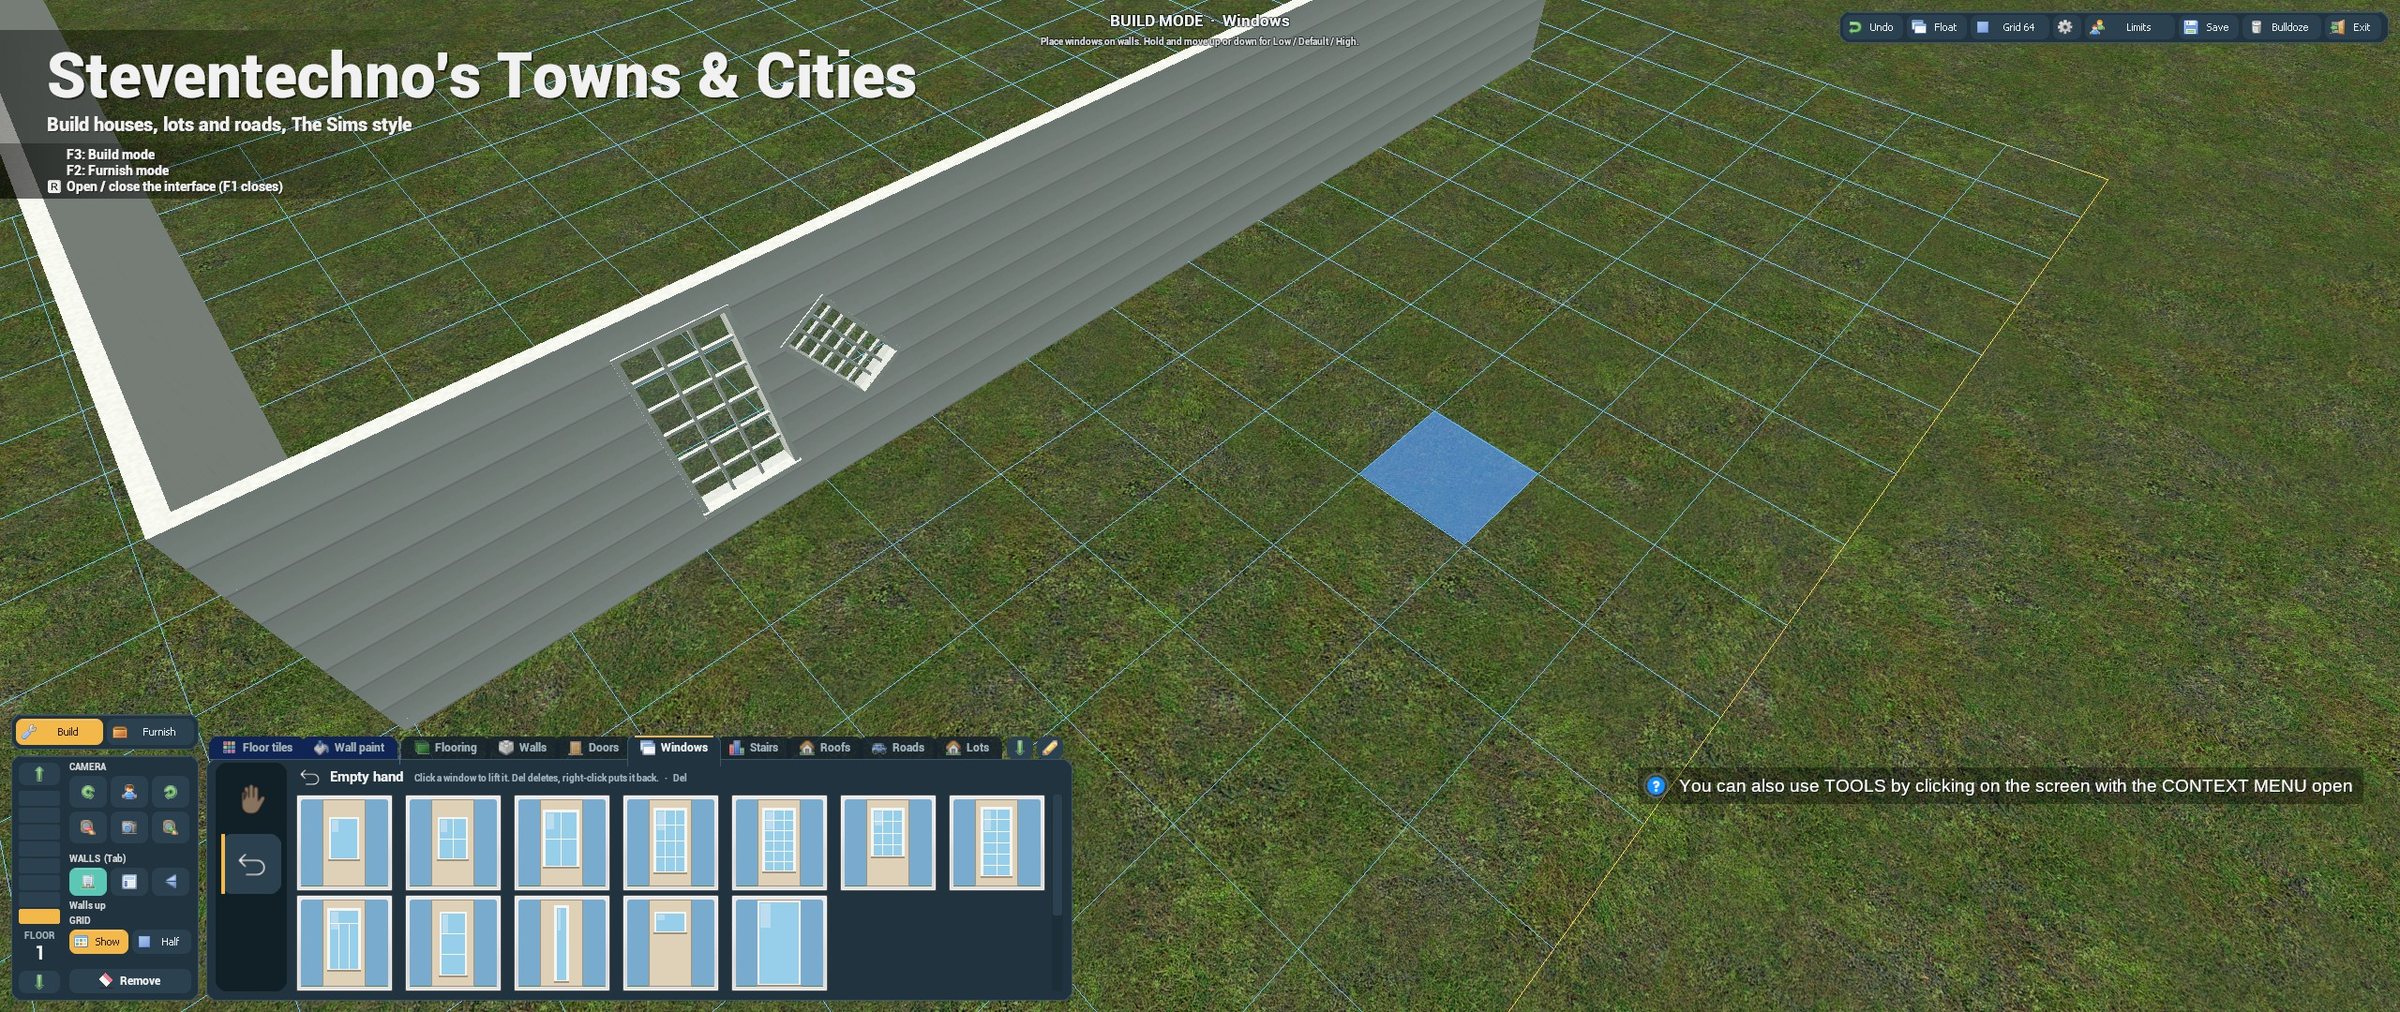 BUILD MODE · Windows
Place windows on walls. Hold and move up or down for Low / Default / High.
Undo
Float
Grid 64
Limits
Save
Bulldoze
Exit
Steventechno's Towns & Cities
Build houses, lots and roads, The Sims style
F3: Build mode
F2: Furnish mode
R Open / close the interface (F1 closes)
Build
Furnish
CAMERA
WALLS (Tab)
Walls up
GRID
Show
Half
FLOOR
1
Remove
Floor tiles
Wall paint
Flooring
Walls
Doors
Windows
Stairs
Roofs
Roads
Lots
Empty hand
Click a window to lift it. Del deletes, right-click puts it back. · Del
? You can also use TOOLS by clicking on the screen with the CONTEXT MENU open